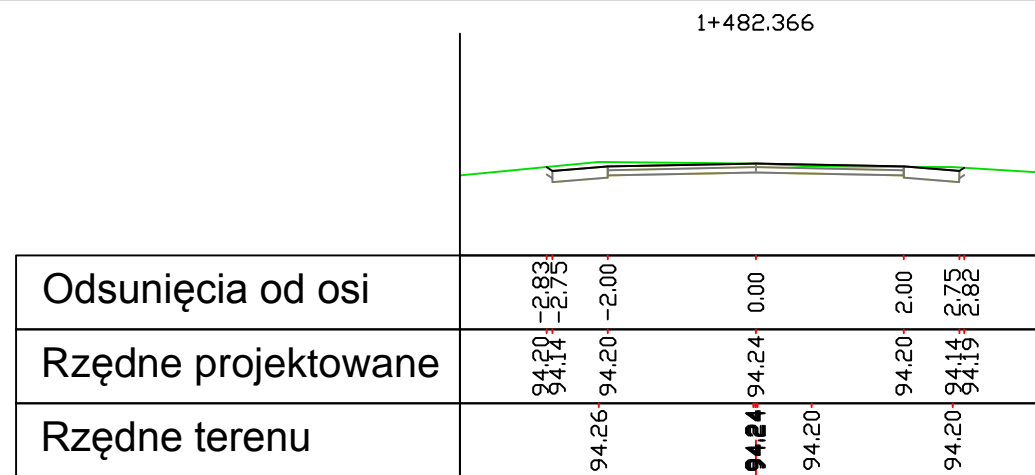 1+482.366
Odsunięcia od osi -2.83 -2.75 -2.00 0.00 2.00 2.75 2.82
Rzędne projektowane 94.20 94.14 94.20 94.24 94.20 94.14 94.19
Rzędne terenu 94.26 94.24 94.20 94.20